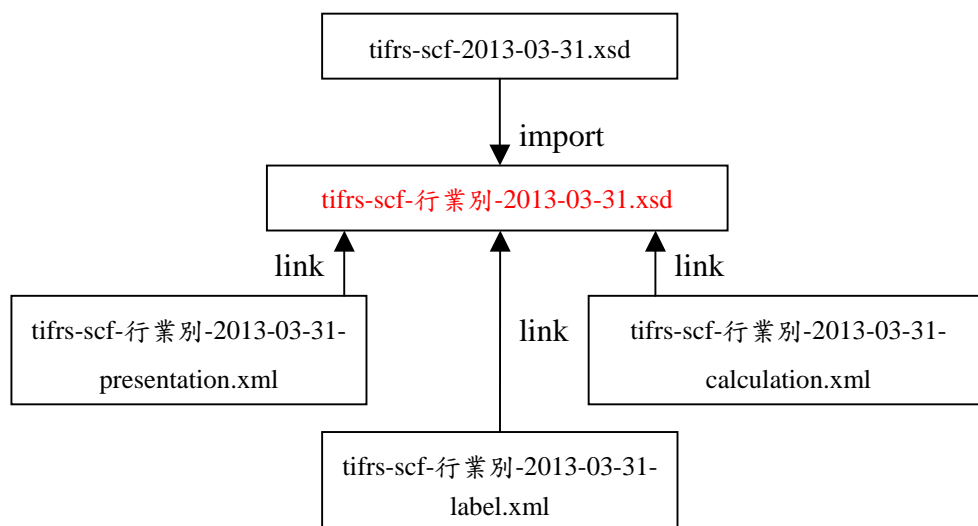 tifrs-scf-2013-03-31.xsd
import
tifrs-scf-行業別-2013-03-31.xsd
link
link
link
tifrs-scf-行業別-2013-03-31-
presentation.xml
tifrs-scf-行業別-2013-03-31-
calculation.xml
tifrs-scf-行業別-2013-03-31-
label.xml